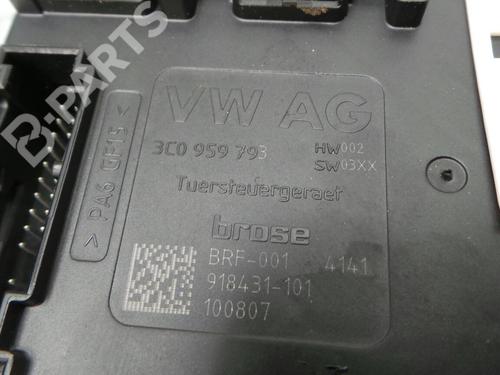 B-PARTS
VW AG
3C0 959 793 HW002
SW03XX
Tuersteuergeraet
brose
BRF-001 4141
918431-101
100807
>PA6 GF15<